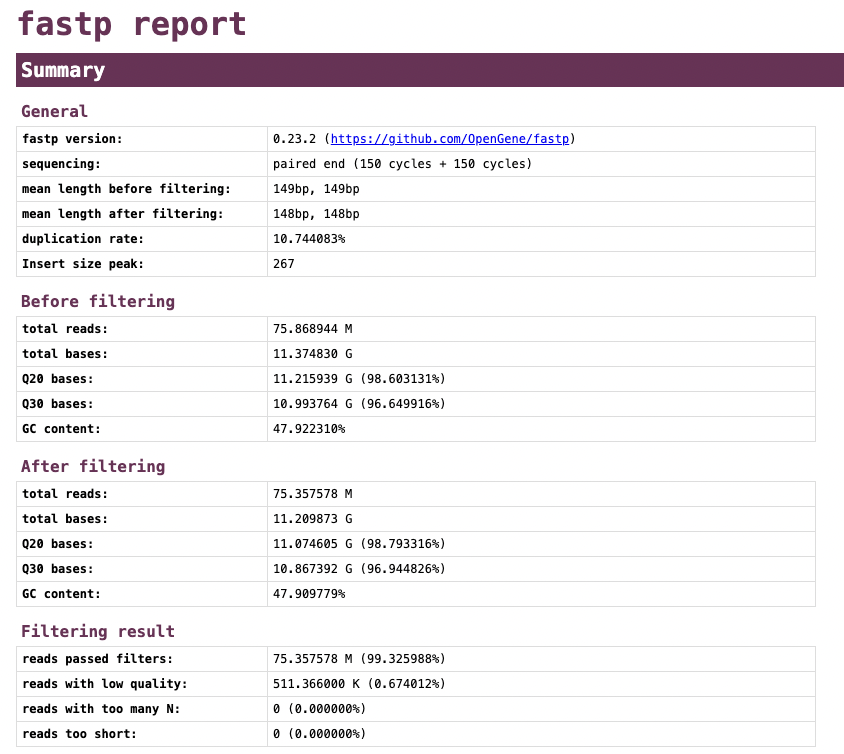 fastp report
Summary
General
fastp version: 0.23.2 (https://github.com/OpenGene/fastp)
sequencing: paired end (150 cycles + 150 cycles)
mean length before filtering: 149bp, 149bp
mean length after filtering: 148bp, 148bp
duplication rate: 10.744083%
Insert size peak: 267
Before filtering
total reads: 75.868944 M
total bases: 11.374830 G
Q20 bases: 11.215939 G (98.603131%)
Q30 bases: 10.993764 G (96.649916%)
GC content: 47.922310%
After filtering
total reads: 75.357578 M
total bases: 11.209873 G
Q20 bases: 11.074605 G (98.793316%)
Q30 bases: 10.867392 G (96.944826%)
GC content: 47.909779%
Filtering result
reads passed filters: 75.357578 M (99.325988%)
reads with low quality: 511.366000 K (0.674012%)
reads with too many N: 0 (0.000000%)
reads too short: 0 (0.000000%)